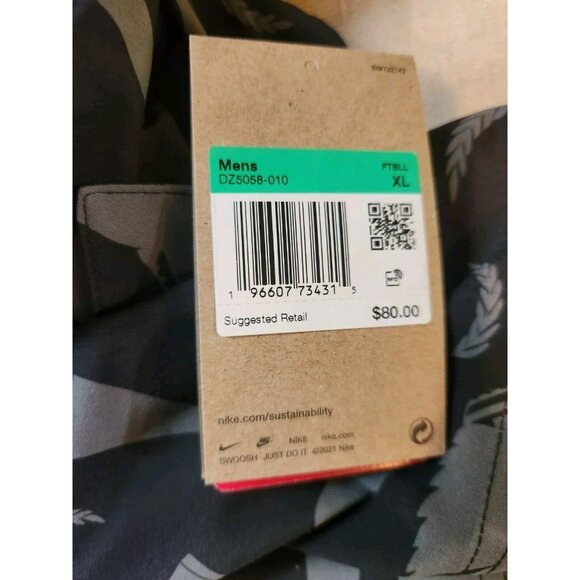 Mens FTBLL
DZ5058-010 XL
1 96607 73431 5
Suggested Retail $80.00
nike.com/sustainability
NIKE nike.com
SWOOSH JUST DO IT ©2021 Nike